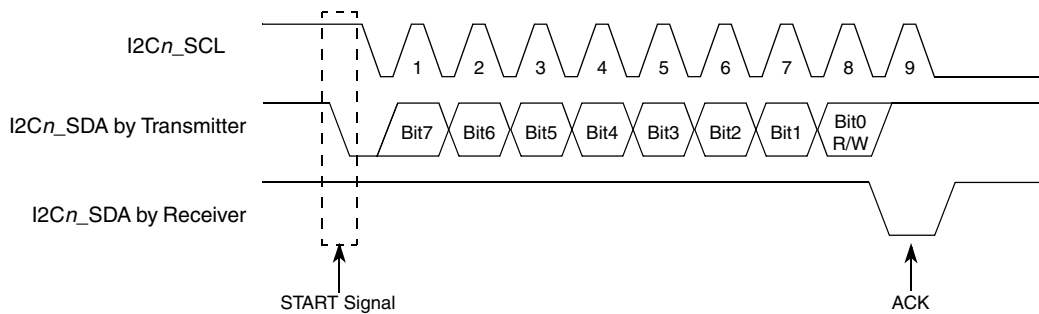 I2Cn_SCL
1 2 3 4 5 6 7 8 9
I2Cn_SDA by Transmitter
Bit7 Bit6 Bit5 Bit4 Bit3 Bit2 Bit1 Bit0
R/W
I2Cn_SDA by Receiver
START Signal ACK